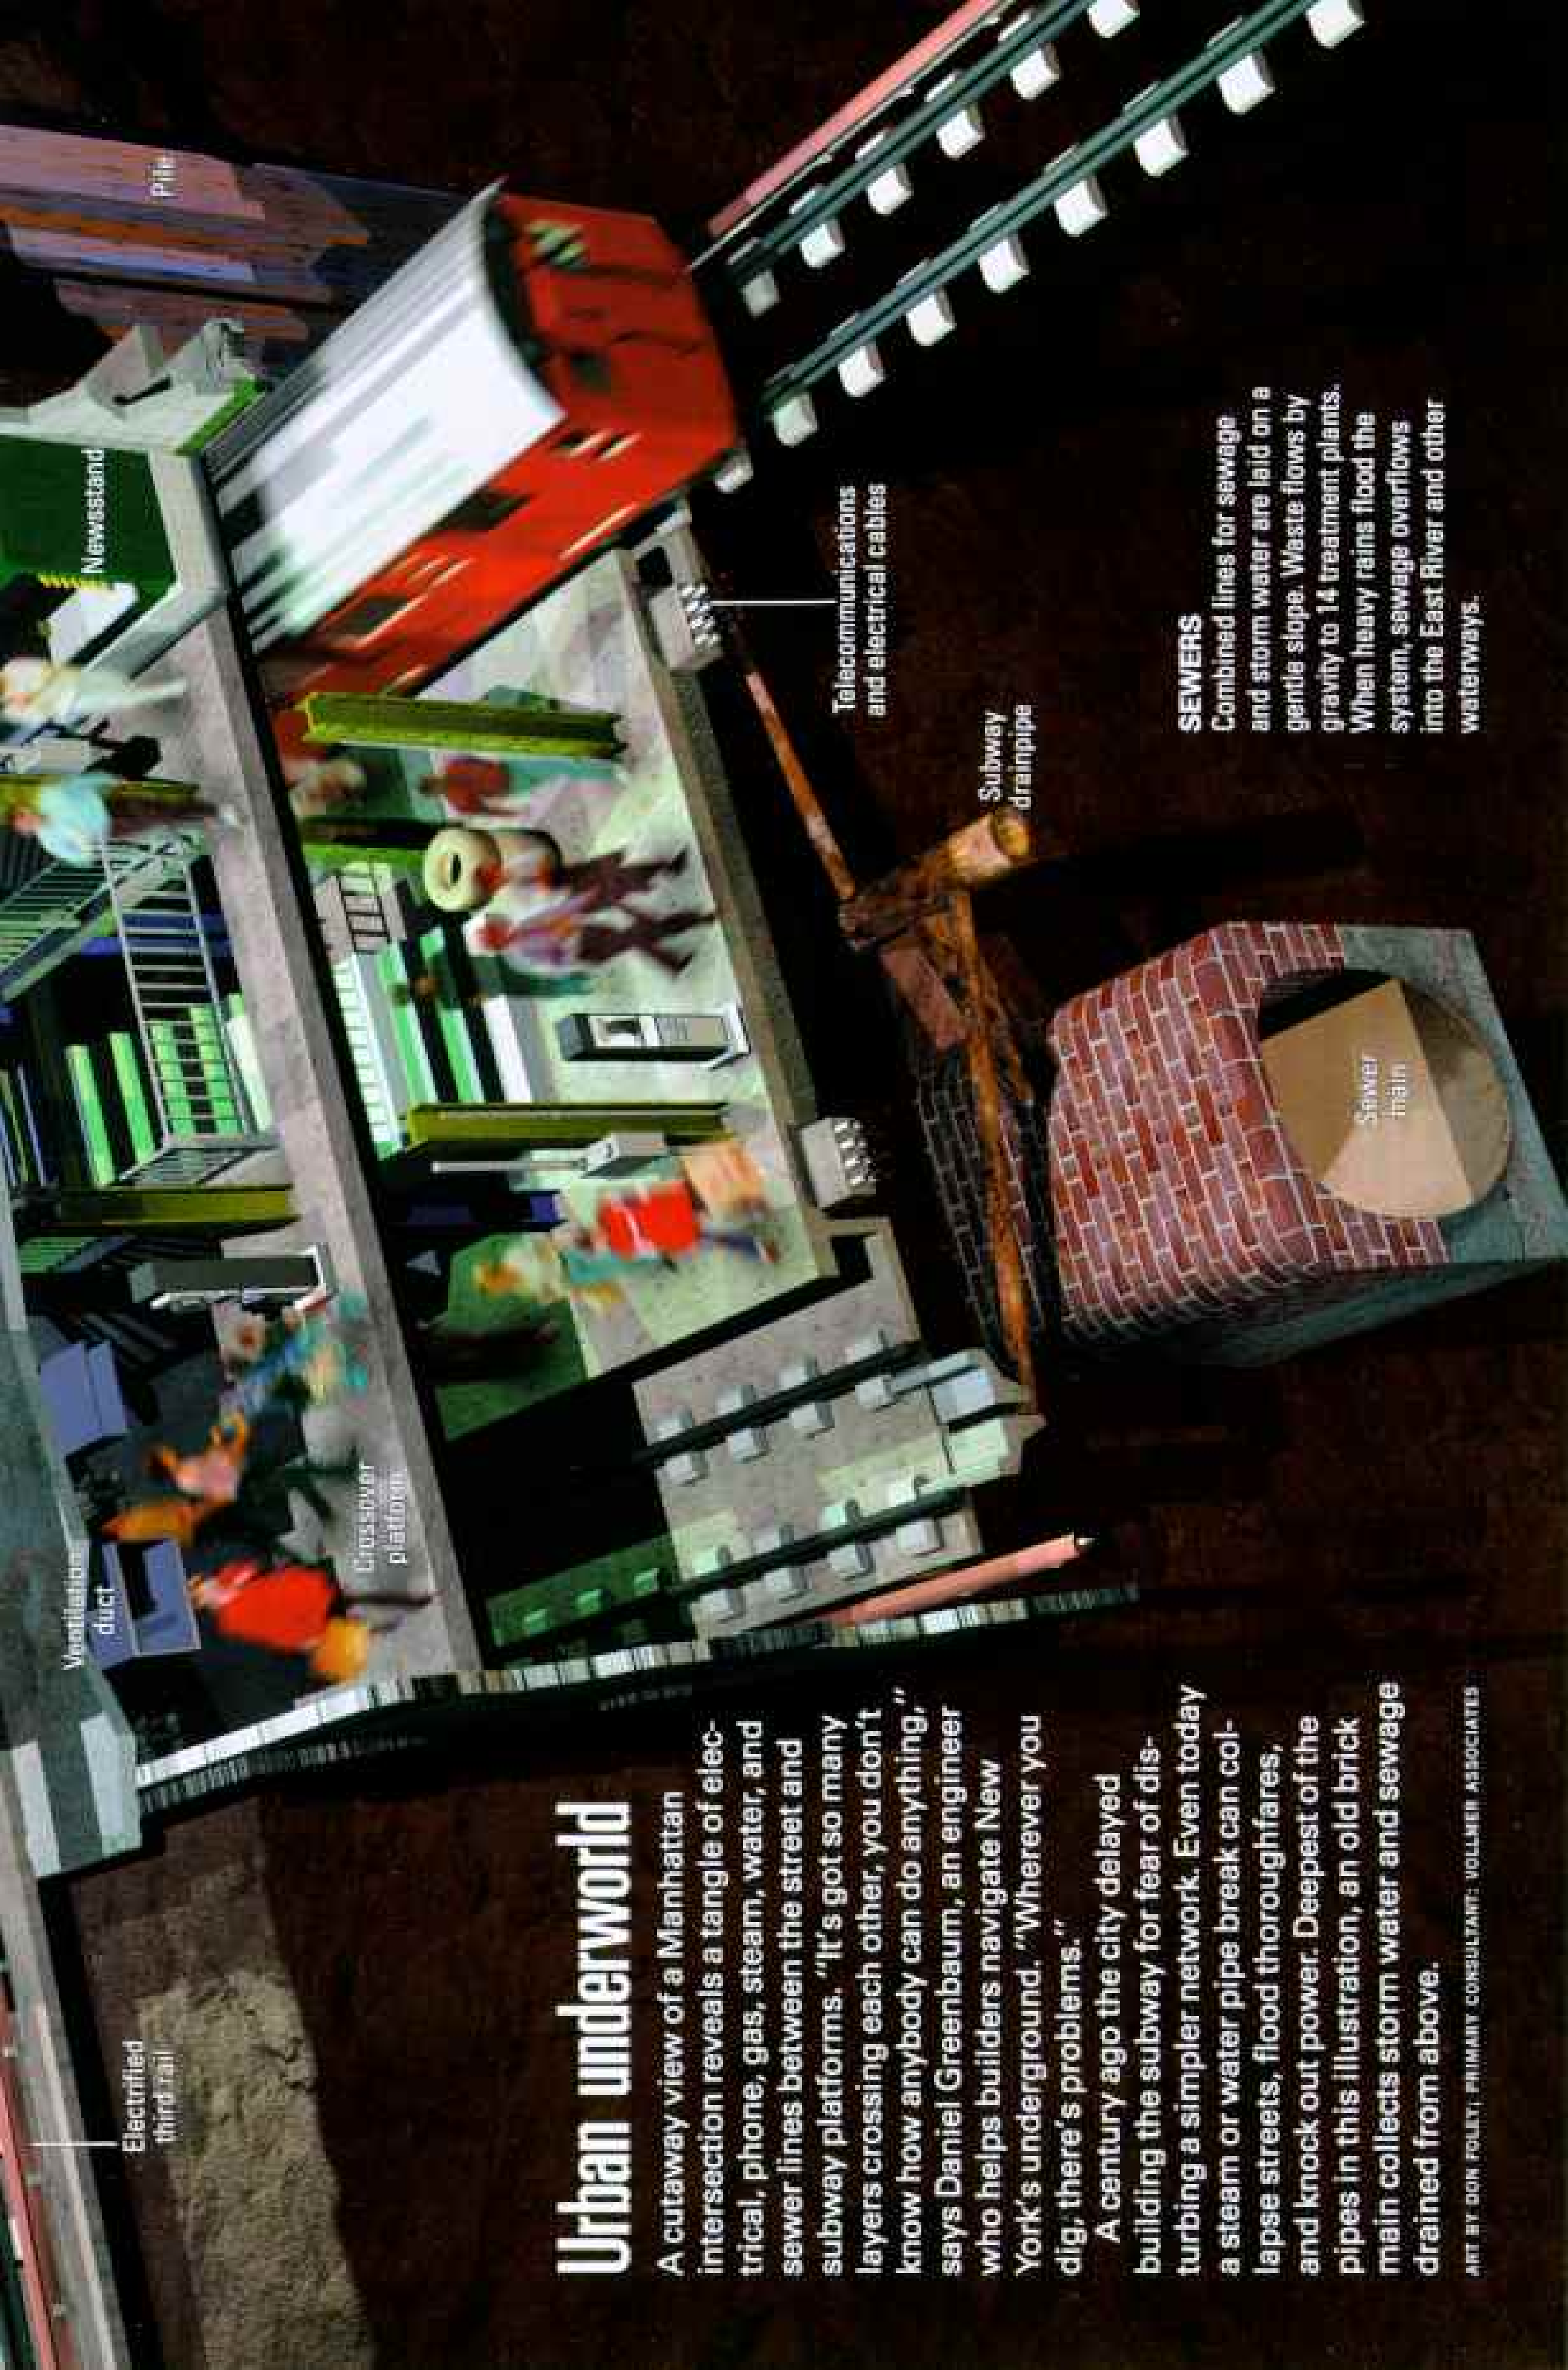 Pile
Newsstand
Ventilation
duct
Crossover
platform
Electrified
third rail
Telecommunications
and electrical cables
Subway
drainpipe
Sewer
main
Urban underworld
A cutaway view of a Manhattan
intersection reveals a tangle of elec-
trical, phone, gas, steam, water, and
sewer lines between the street and
subway platforms. “It’s got so many
layers crossing each other, you don’t
know how anybody can do anything,”
says Daniel Greenbaum, an engineer
who helps builders navigate New
York’s underground. “Wherever you
dig, there’s problems.”
A century ago the city delayed
building the subway for fear of dis-
turbing a simpler network. Even today
a steam or water pipe break can col-
lapse streets, flood thoroughfares,
and knock out power. Deepest of the
pipes in this illustration, an old brick
main collects storm water and sewage
drained from above.
ART BY DON FOLEY; PRIMARY CONSULTANT: VOLLMER ASSOCIATES
SEWERS
Combined lines for sewage
and storm water are laid on a
gentle slope. Waste flows by
gravity to 14 treatment plants.
When heavy rains flood the
system, sewage overflows
into the East River and other
waterways.